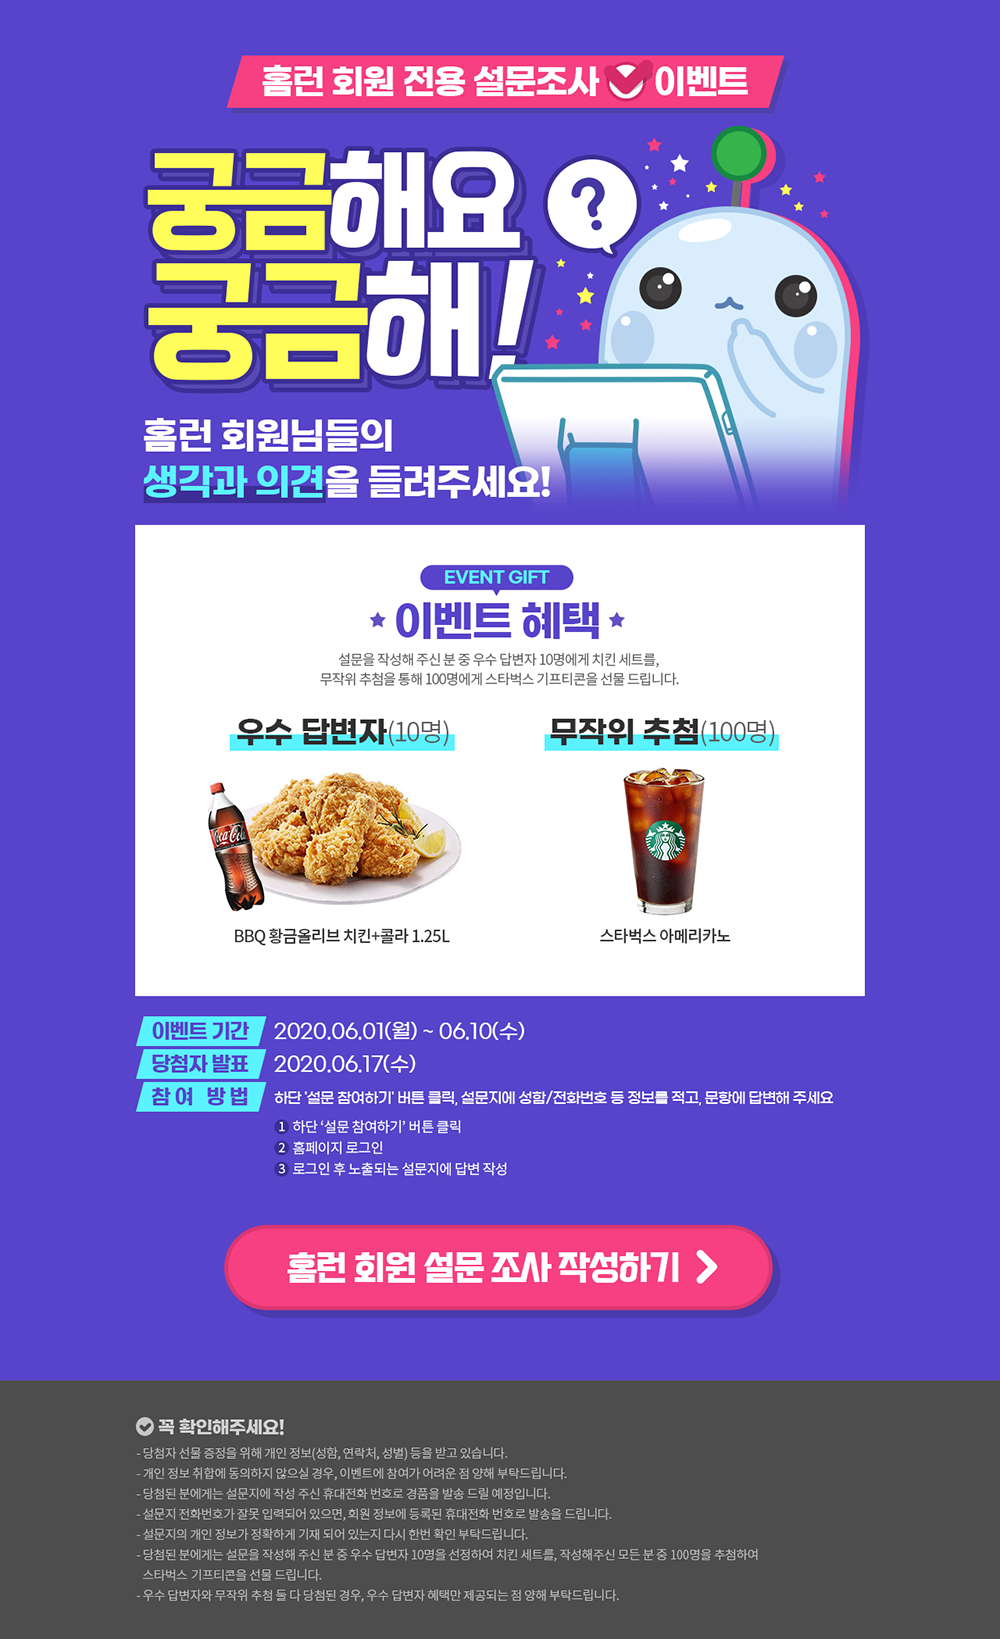 홈런 회원 전용 설문조사 이벤트
궁금해요
?
궁금해!
홈런 회원님들의
생각과 의견을 들려주세요!
EVENT GIFT
이벤트 혜택
설문을 작성해 주신 분 중 우수 답변자 10명에게 치킨 세트를,
무작위 추첨을 통해 100명에게 스타벅스 기프티콘을 선물 드립니다.
우수 답변자(10명)
무작위 추첨(100명)
Coca-Cola
BBQ 황금올리브 치킨+콜라 1.25L
스타벅스 아메리카노
이벤트 기간 2020.06.01(월) ~ 06.10(수)
당첨자 발표 2020.06.17(수)
참여 방법 하단 '설문 참여하기' 버튼 클릭, 설문지에 성함/전화번호 등 정보를 적고, 문항에 답변해 주세요
1 하단 ‘설문 참여하기’ 버튼 클릭
2 홈페이지 로그인
3 로그인 후 노출되는 설문지에 답변 작성
홈런 회원 설문 조사 작성하기 >
꼭 확인해주세요!
- 당첨자 선물 증정을 위해 개인 정보(성함, 연락처, 성별) 등을 받고 있습니다.
- 개인 정보 취합에 동의하지 않으실 경우, 이벤트에 참여가 어려운 점 양해 부탁드립니다.
- 당첨된 분에게는 설문지에 작성 주신 휴대전화 번호로 경품을 발송 드릴 예정입니다.
- 설문지 전화번호가 잘못 입력되어 있으면, 회원 정보에 등록된 휴대전화 번호로 발송을 드립니다.
- 설문지의 개인 정보가 정확하게 기재 되어 있는지 다시 한번 확인 부탁드립니다.
- 당첨된 분에게는 설문을 작성해 주신 분 중 우수 답변자 10명을 선정하여 치킨 세트를, 작성해주신 모든 분 중 100명을 추첨하여
스타벅스 기프티콘을 선물 드립니다.
- 우수 답변자와 무작위 추첨 둘 다 당첨된 경우, 우수 답변자 혜택만 제공되는 점 양해 부탁드립니다.